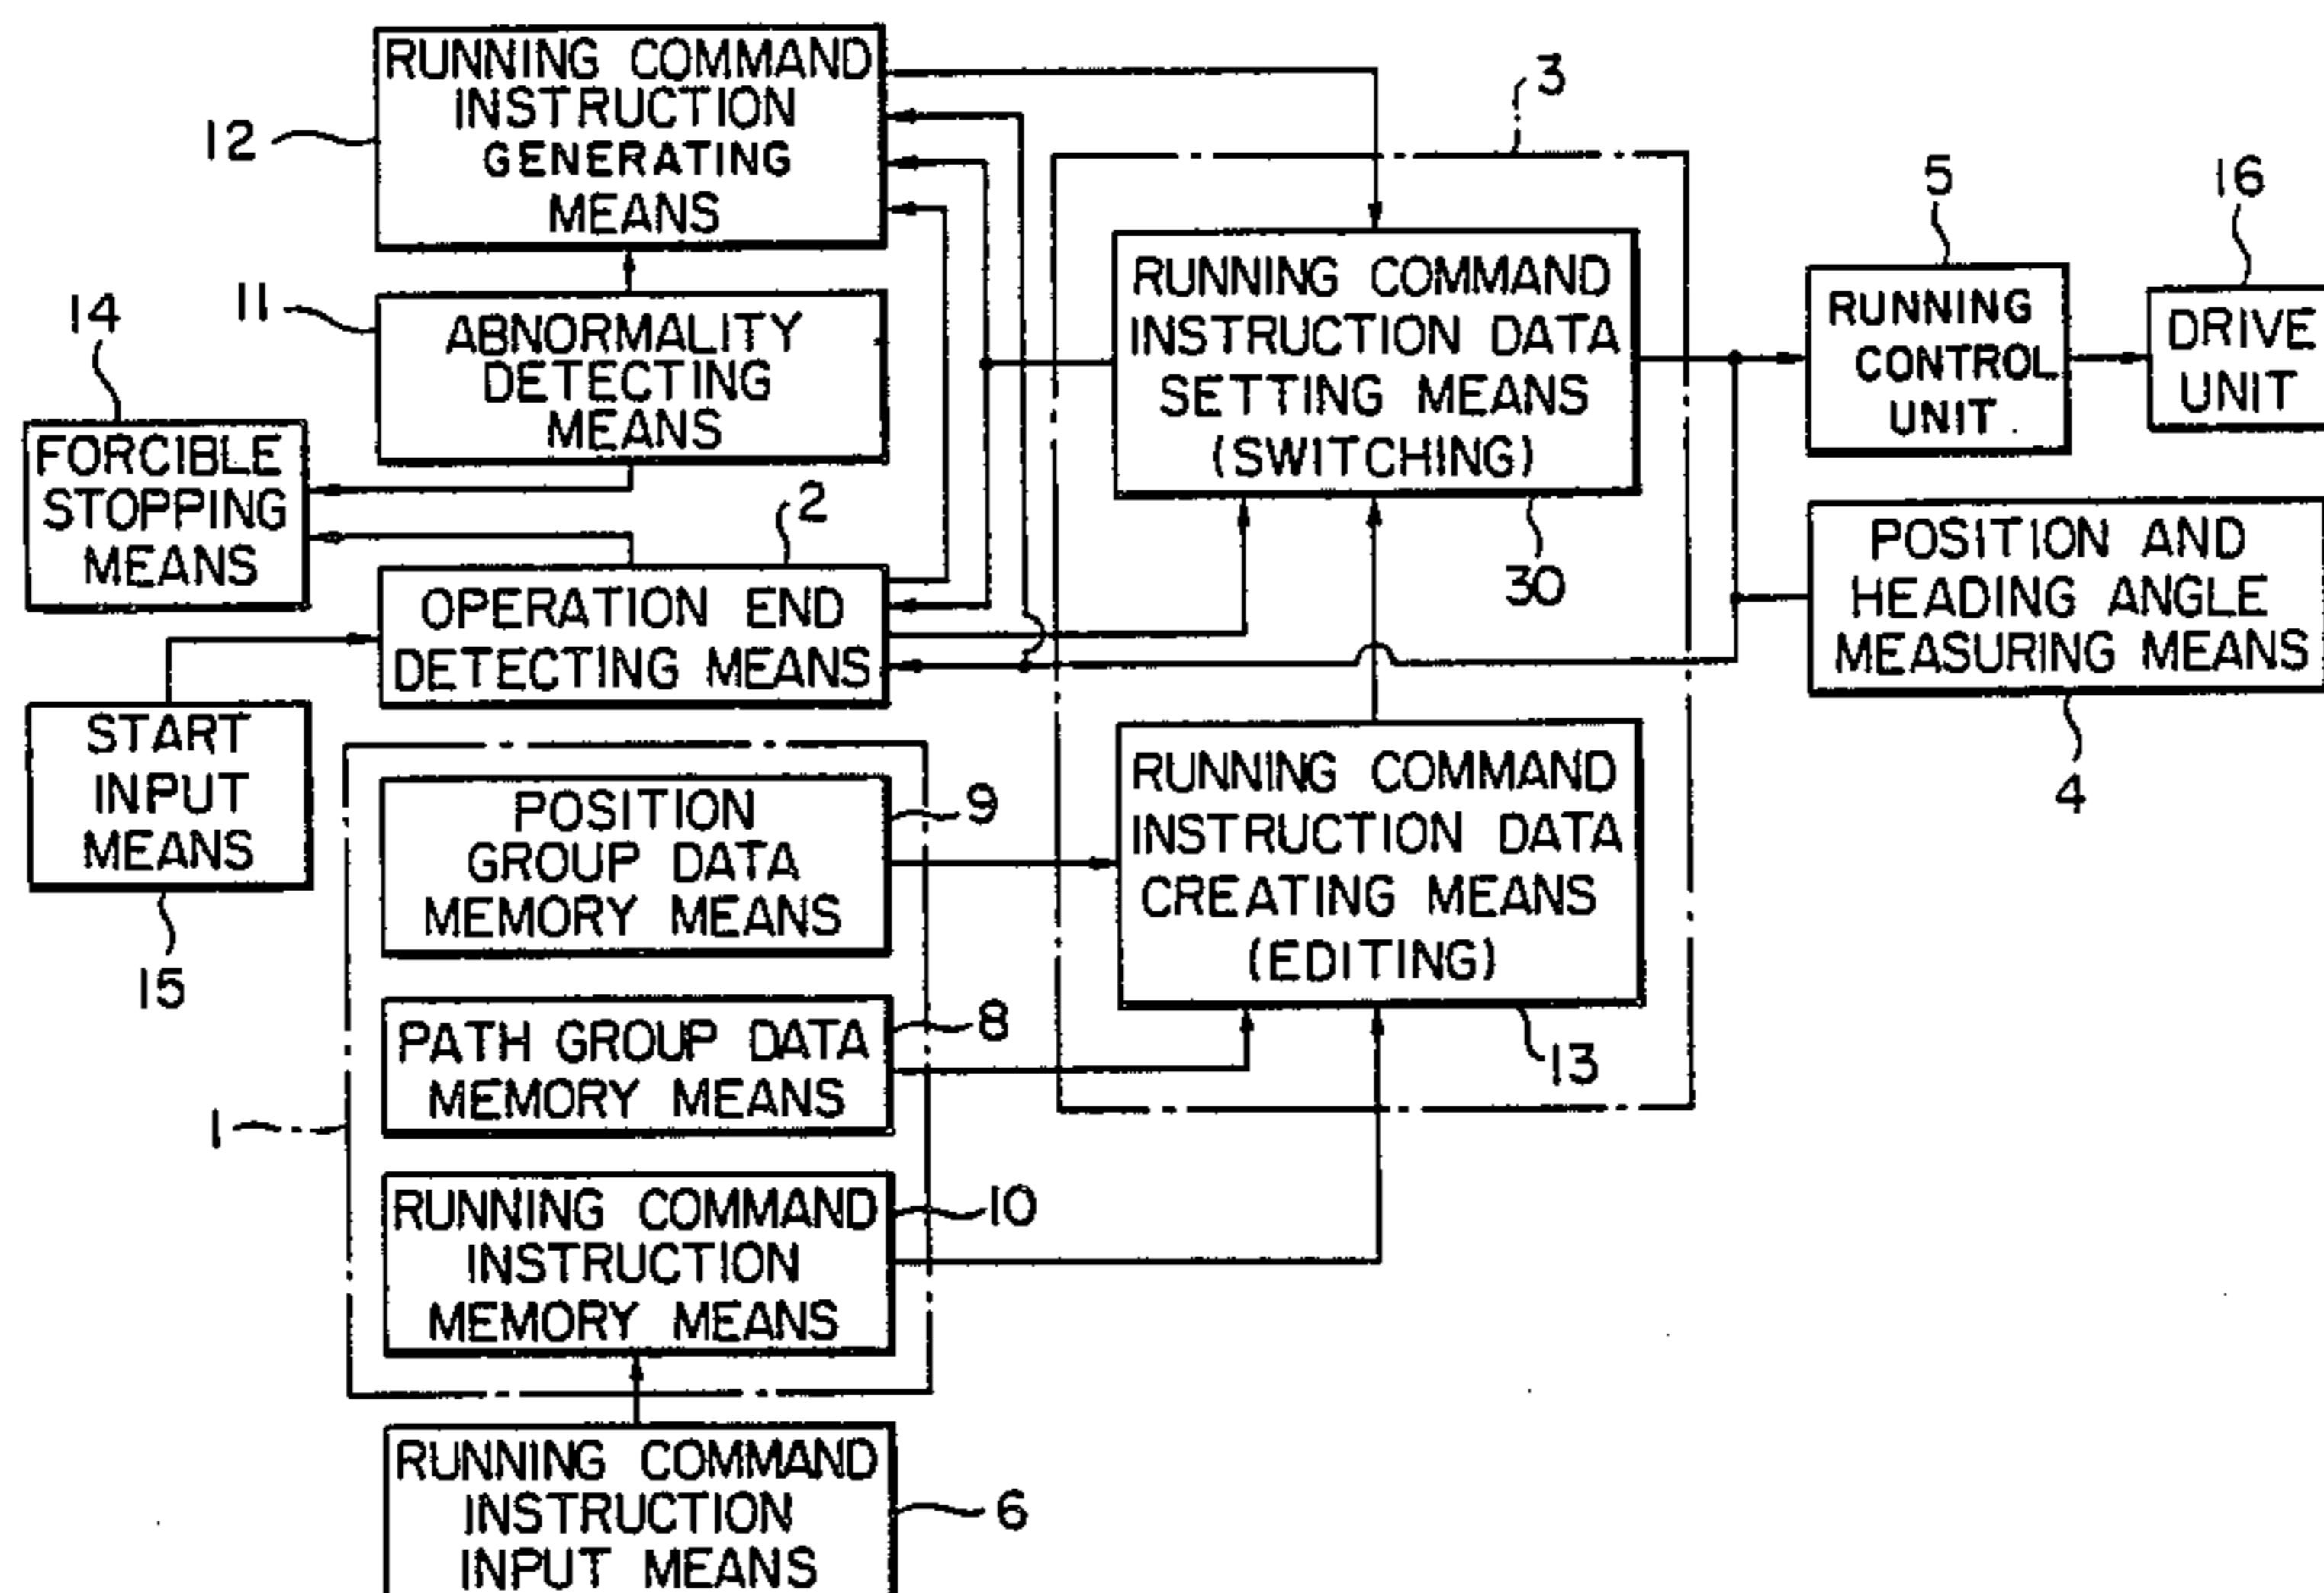 RUNNING COMMAND
INSTRUCTION
GENERATING
MEANS
12
ABNORMALITY
DETECTING
MEANS
11
14
FORCIBLE
STOPPING
MEANS
2
OPERATION END
DETECTING MEANS
START
INPUT
MEANS
15
1
POSITION
GROUP DATA
MEMORY MEANS
9
PATH GROUP DATA
MEMORY MEANS
8
RUNNING COMMAND
INSTRUCTION
MEMORY MEANS
10
RUNNING COMMAND
INSTRUCTION
INPUT MEANS
6
3
RUNNING COMMAND
INSTRUCTION DATA
SETTING MEANS
(SWITCHING)
30
RUNNING COMMAND
INSTRUCTION DATA
CREATING MEANS
(EDITING)
13
5
RUNNING
CONTROL
UNIT
16
DRIVE
UNIT
POSITION AND
HEADING ANGLE
MEASURING MEANS
4